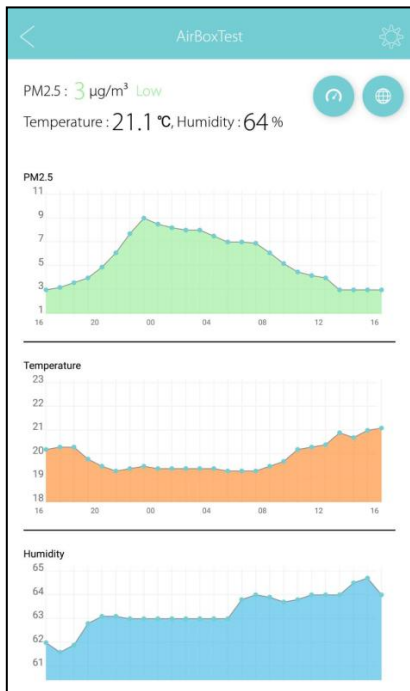 AirBoxTest
PM2.5 : 3 µg/m³ Low
Temperature : 21.1 ℃, Humidity : 64 %
PM2.5
11
9
7
5
3
1
16 20 00 04 08 12 16
Temperature
23
22
21
20
19
18
16 20 00 04 08 12 16
Humidity
65
64
63
62
61